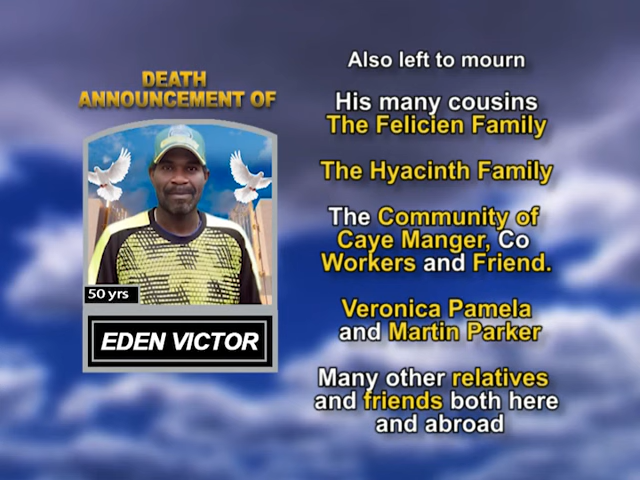 DEATH
ANNOUNCEMENT OF
50 yrs
EDEN VICTOR
Also left to mourn
His many cousins
The Felicien Family
The Hyacinth Family
The Community of
Caye Manger, Co
Workers and Friend.
Veronica Pamela
and Martin Parker
Many other relatives
and friends both here
and abroad